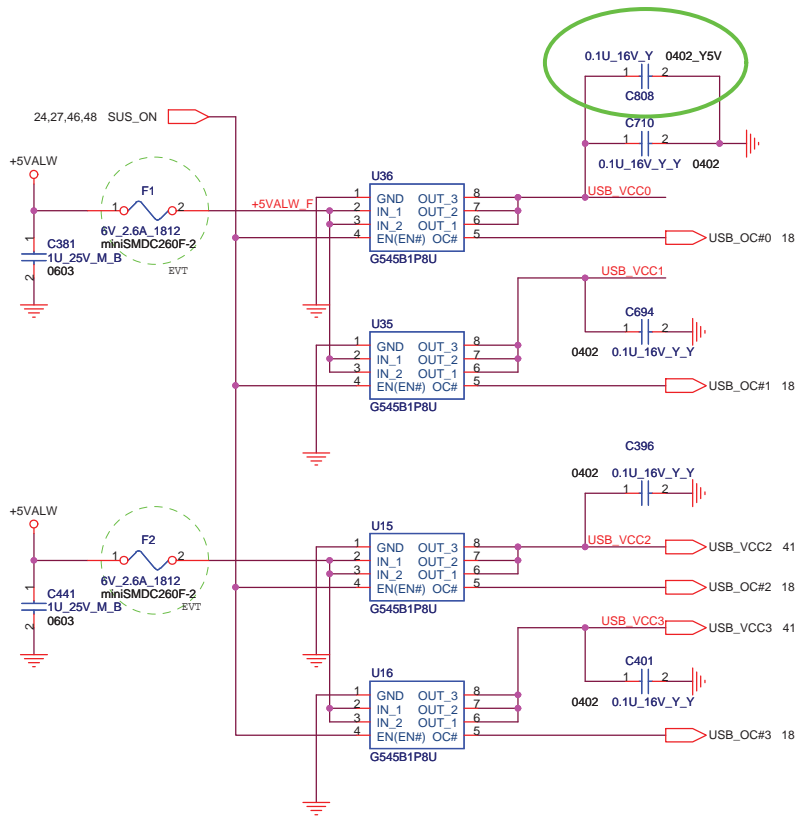 0.1U_16V_Y 0402_Y5V
1 2
C808
24,27,46,48 SUS_ON
C710
1 2
0.1U_16V_Y_Y 0402
+5VALW
F1
1 2
+5VALW_F
6V_2.6A_1812
miniSMDC260F-2
EVT
1
C381
1U_25V_M_B
0603
2
U36
1 GND OUT_3 8
2 IN_1 OUT_2 7
3 IN_2 OUT_1 6
4 EN(EN#) OC# 5
G545B1P8U
USB_VCC0
USB_OC#0 18
USB_VCC1
U35
1 GND OUT_3 8
2 IN_1 OUT_2 7
3 IN_2 OUT_1 6
4 EN(EN#) OC# 5
G545B1P8U
C694
1 2
0402 0.1U_16V_Y_Y
USB_OC#1 18
C396
0402 0.1U_16V_Y_Y
1 2
+5VALW
F2
1 2
6V_2.6A_1812
miniSMDC260F-2
EVT
1
C441
1U_25V_M_B
0603
2
U15
1 GND OUT_3 8
2 IN_1 OUT_2 7
3 IN_2 OUT_1 6
4 EN(EN#) OC# 5
G545B1P8U
USB_VCC2
USB_VCC2 41
USB_OC#2 18
USB_VCC3
USB_VCC3 41
U16
1 GND OUT_3 8
2 IN_1 OUT_2 7
3 IN_2 OUT_1 6
4 EN(EN#) OC# 5
G545B1P8U
C401
1 2
0402 0.1U_16V_Y_Y
USB_OC#3 18